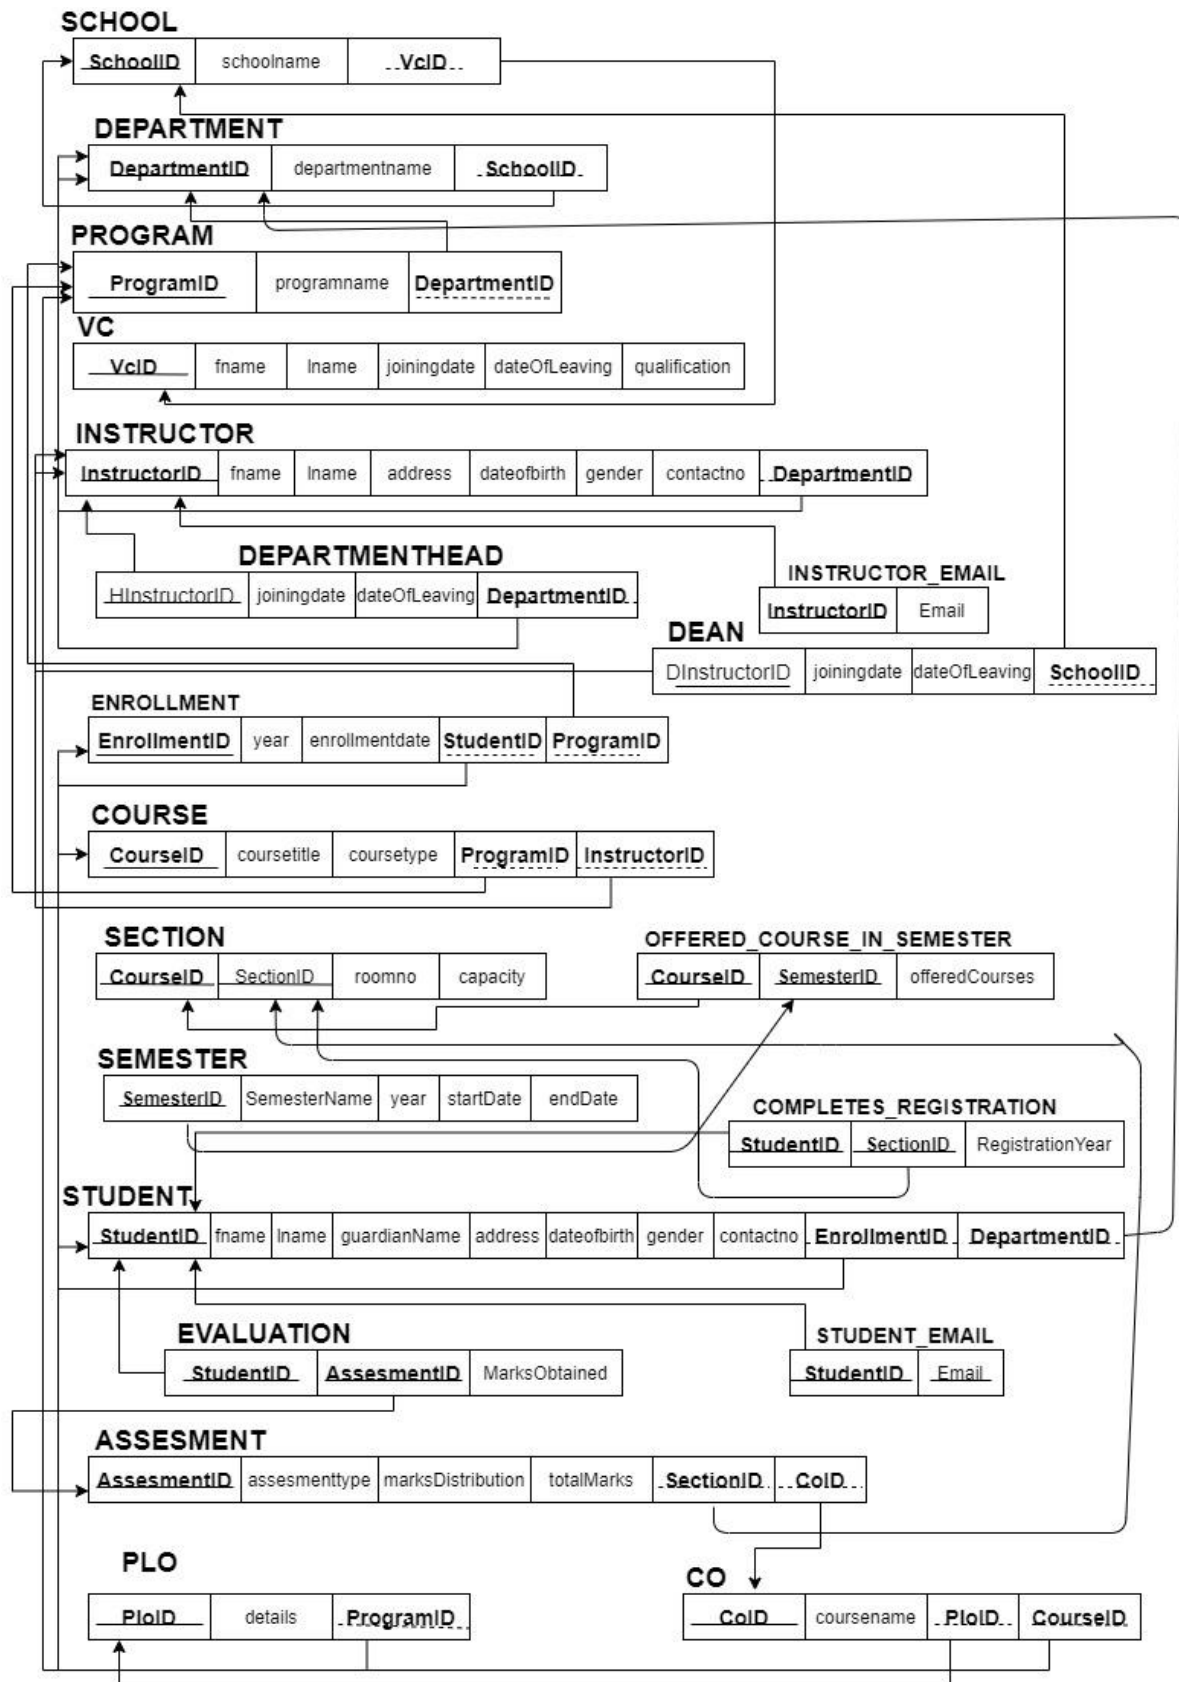 SCHOOL
SchoolID schoolname VcID
DEPARTMENT
DepartmentID departmentname SchoolID
PROGRAM
ProgramID programname DepartmentID
VC
VcID fname lname joiningdate dateOfLeaving qualification
INSTRUCTOR
InstructorID fname lname address dateofbirth gender contactno DepartmentID
DEPARTMENTHEAD
HInstructorID joiningdate dateOfLeaving DepartmentID
INSTRUCTOR_EMAIL
InstructorID Email
DEAN
DInstructorID joiningdate dateOfLeaving SchoolID
ENROLLMENT
EnrollmentID year enrollmentdate StudentID ProgramID
COURSE
CourseID coursetitle coursetype ProgramID InstructorID
SECTION
CourseID SectionID roomno capacity
OFFERED_COURSE_IN_SEMESTER
CourseID SemesterID offeredCourses
SEMESTER
SemesterID SemesterName year startDate endDate
COMPLETES_REGISTRATION
StudentID SectionID RegistrationYear
STUDENT
StudentID fname lname guardianName address dateofbirth gender contactno EnrollmentID DepartmentID
EVALUATION
StudentID AssesmentID MarksObtained
STUDENT_EMAIL
StudentID Email
ASSESMENT
AssesmentID assesmenttype marksDistribution totalMarks SectionID CoID
PLO
PloID details ProgramID
CO
CoID coursename PloID CourseID